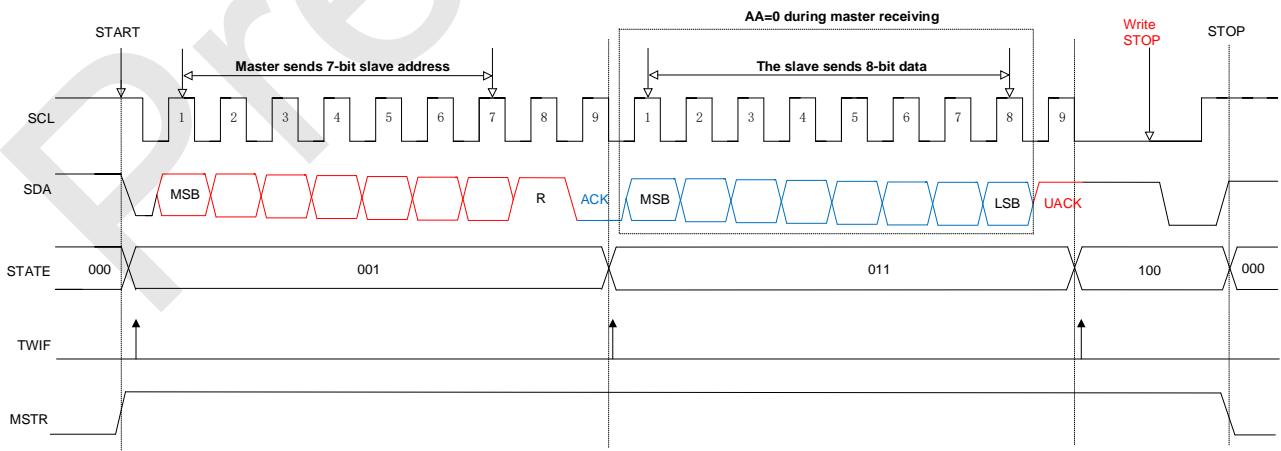 AA=0 during master receiving
START
Write
STOP
STOP
Master sends 7-bit slave address
The slave sends 8-bit data
SCL
1 2 3 4 5 6 7 8 9 1 2 3 4 5 6 7 8 9
SDA
MSB R ACK MSB LSB UACK
STATE
000 001 011 100 000
TWIF
MSTR
Pre